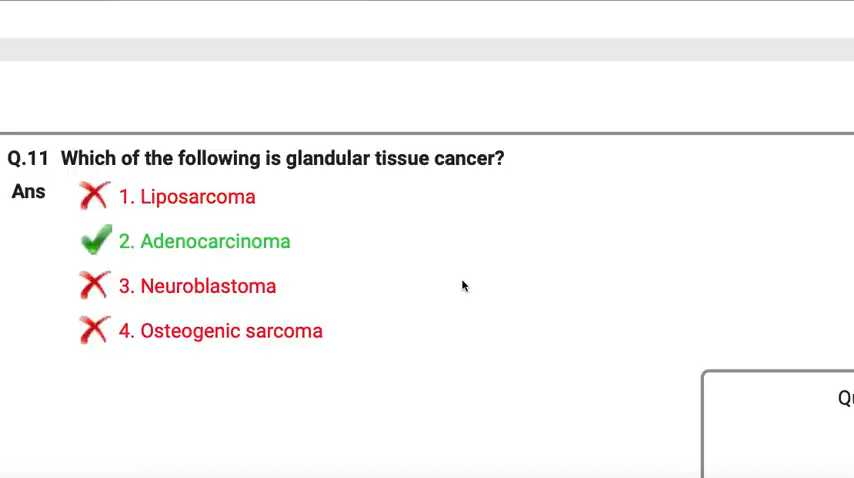 Q.11 Which of the following is glandular tissue cancer?
Ans 1. Liposarcoma
2. Adenocarcinoma
3. Neuroblastoma
4. Osteogenic sarcoma